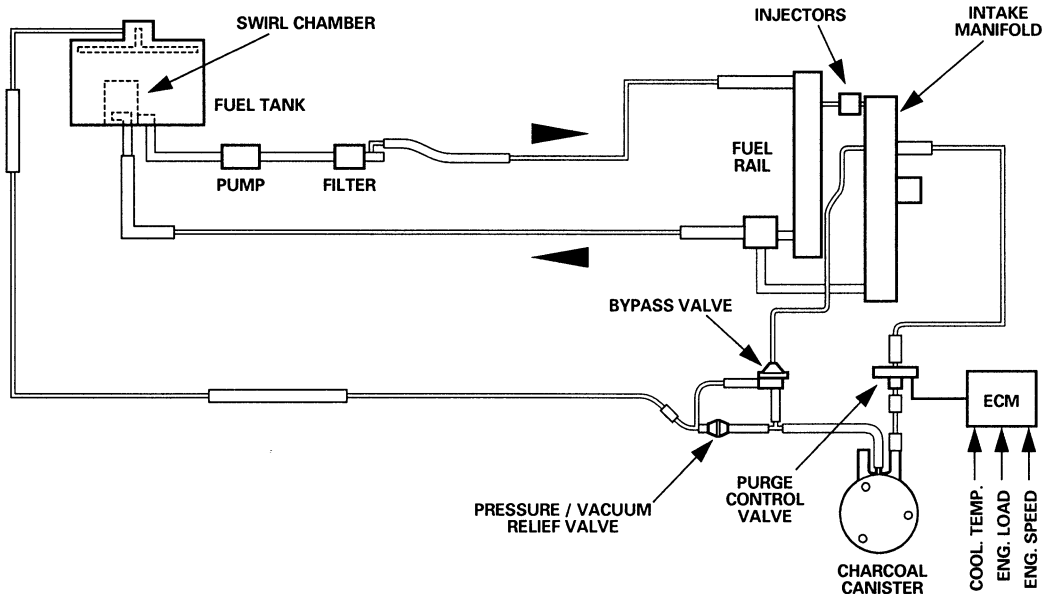 SWIRL CHAMBER
INJECTORS
INTAKE
MANIFOLD
FUEL TANK
FUEL
RAIL
PUMP
FILTER
BYPASS VALVE
ECM
PRESSURE / VACUUM
RELIEF VALVE
PURGE
CONTROL
VALVE
COOL. TEMP.
ENG. LOAD
ENG. SPEED
CHARCOAL
CANISTER